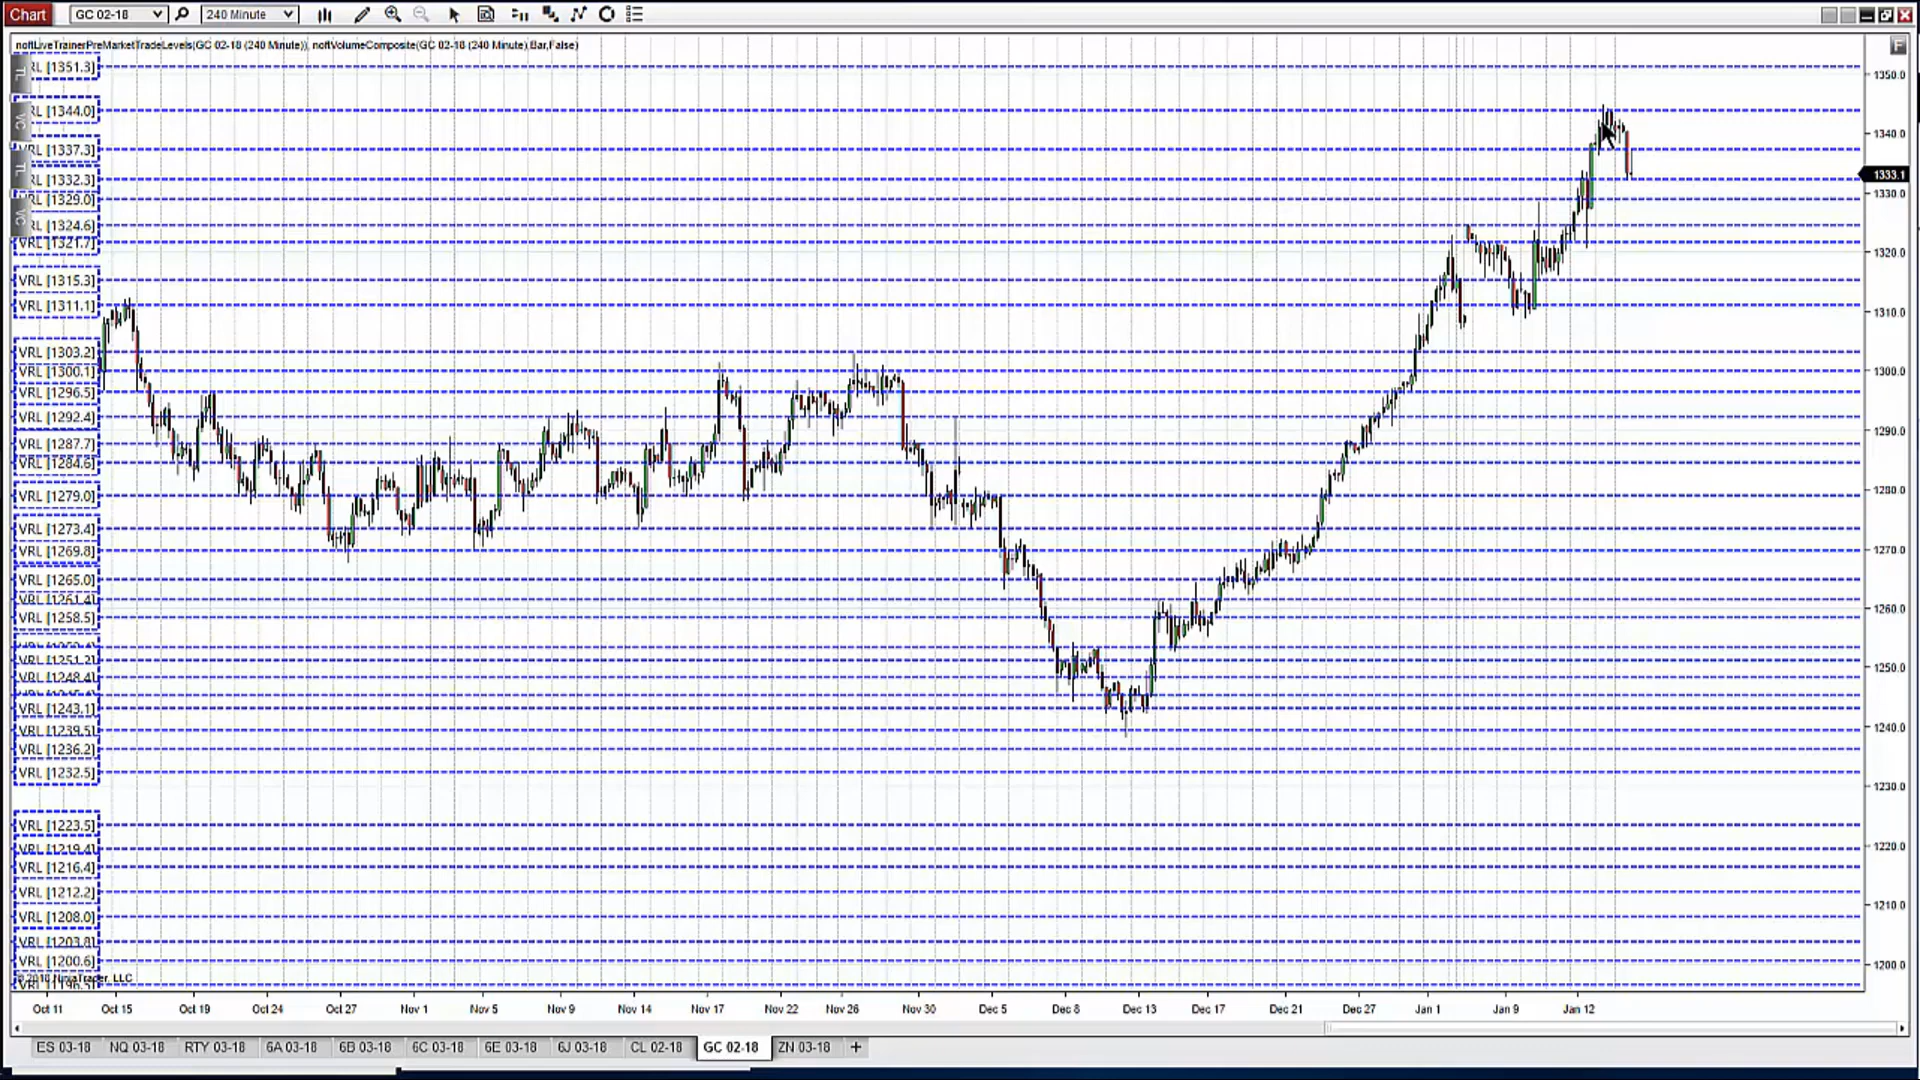 Chart GC 02-18 240 Minute
noftLiveTrainerPreMarketTradeLevels(GC 02-18 (240 Minute)), noftVolumeComposite(GC 02-18 (240 Minute),Bar,False)
F
TL
VC
TL
VC
RL [1351.3]
RL [1344.0]
VRL [1337.3]
RL [1332.3]
RL [1329.0]
RL [1324.6]
VRL [1321.7]
VRL [1315.3]
VRL [1311.1]
VRL [1303.2]
VRL [1300.1]
VRL [1296.5]
VRL [1292.4]
VRL [1287.7]
VRL [1284.6]
VRL [1279.0]
VRL [1273.4]
VRL [1269.8]
VRL [1265.0]
VRL [1261.4]
VRL [1258.5]
VRL [1251.2]
VRL [1248.4]
VRL [1243.1]
VRL [1239.5]
VRL [1236.2]
VRL [1232.5]
VRL [1223.5]
VRL [1219.4]
VRL [1216.4]
VRL [1212.2]
VRL [1208.0]
VRL [1203.8]
VRL [1200.6]
© 2018 NinjaTrader, LLC
VRL [1196.5]
1350.0
1340.0
1333.1
1330.0
1320.0
1310.0
1300.0
1290.0
1280.0
1270.0
1260.0
1250.0
1240.0
1230.0
1220.0
1210.0
1200.0
Oct 11 Oct 15 Oct 19 Oct 24 Oct 27 Nov 1 Nov 5 Nov 9 Nov 14 Nov 17 Nov 22 Nov 26 Nov 30 Dec 5 Dec 8 Dec 13 Dec 17 Dec 21 Dec 27 Jan 1 Jan 9 Jan 12
ES 03-18 NQ 03-18 RTY 03-18 6A 03-18 6B 03-18 6C 03-18 6E 03-18 6J 03-18 CL 02-18 GC 02-18 ZN 03-18 +